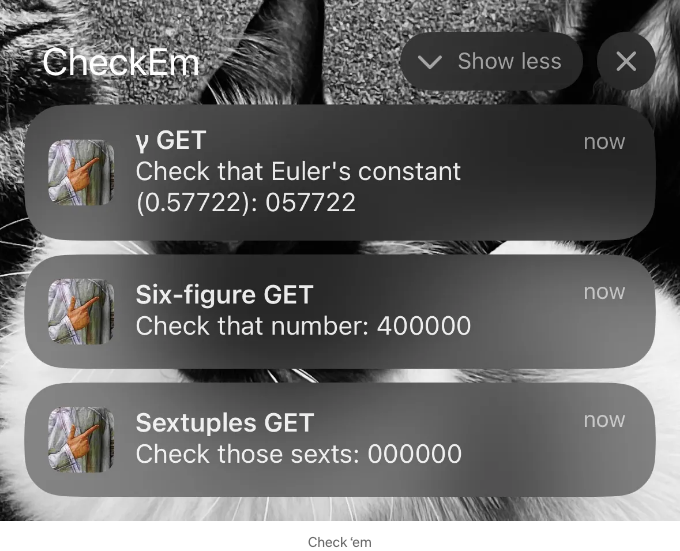 CheckEm
Show less
γ GET
now
Check that Euler's constant
(0.57722): 057722
Six-figure GET
now
Check that number: 400000
Sextuples GET
now
Check those sexts: 000000
Check 'em